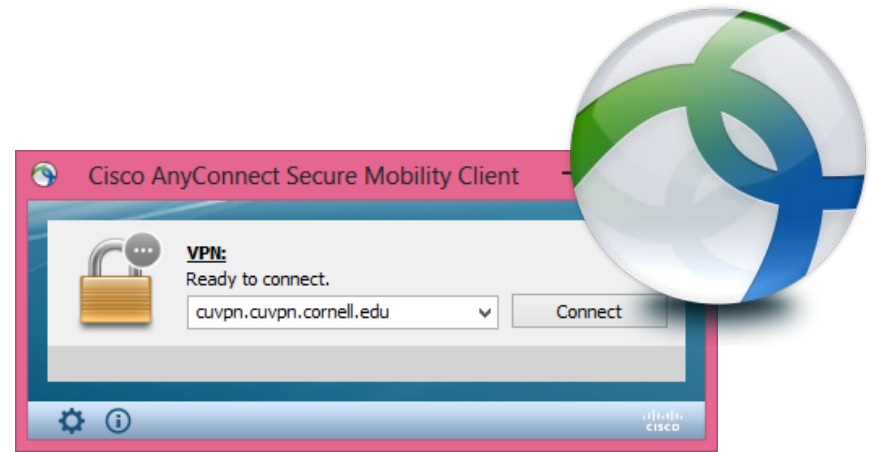 Cisco AnyConnect Secure Mobility Client
VPN:
Ready to connect.
cuvpn.cuvpn.cornell.edu
Connect
CISCO